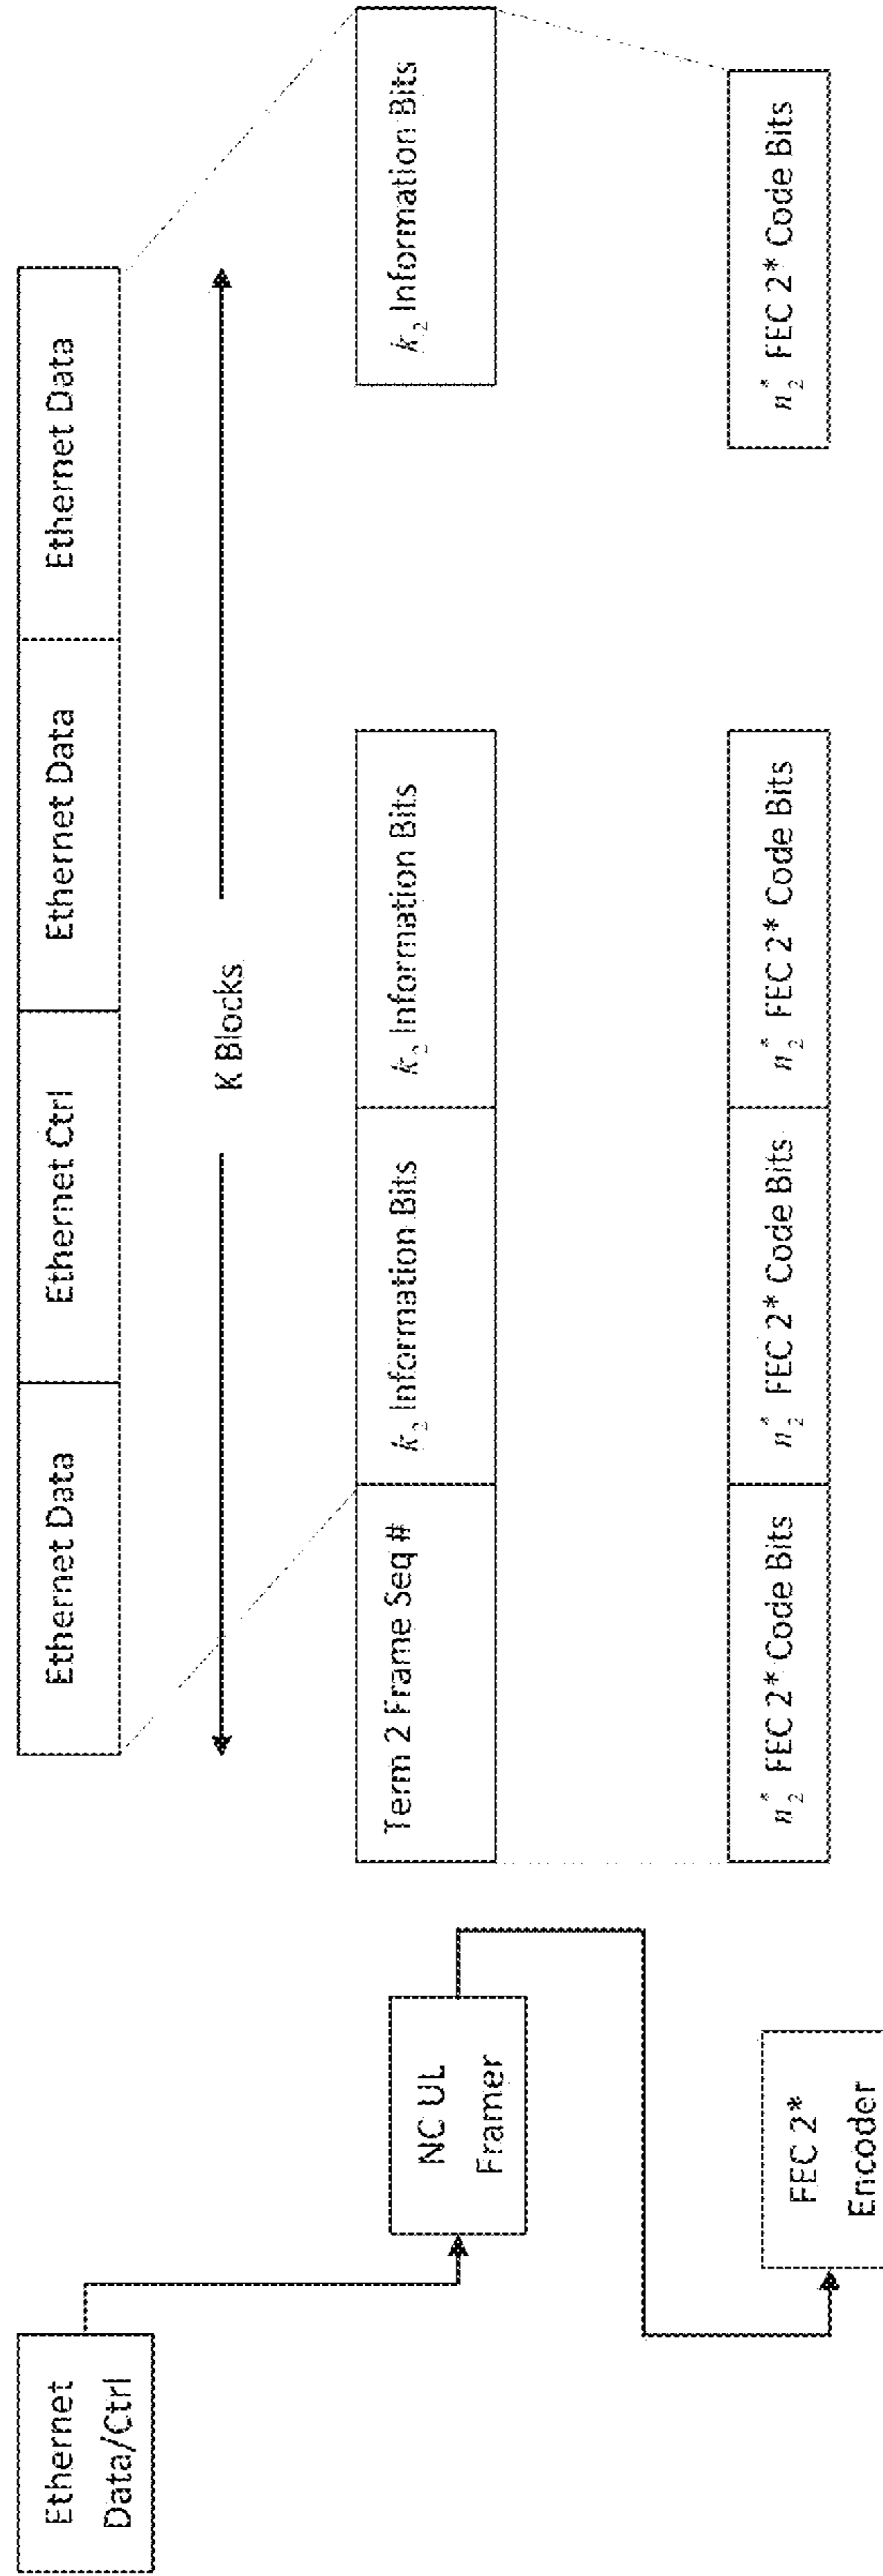 Ethernet
Data/Ctrl
Ethernet Data
Ethernet Ctrl
Ethernet Data
Ethernet Data
K Blocks
NC UL
Framer
Term 2 Frame Seq #
k₂ Information Bits
k₂ Information Bits
k₂ Information Bits
FEC 2*
Encoder
n₂* FEC 2* Code Bits
n₂* FEC 2* Code Bits
n₂* FEC 2* Code Bits
n₂* FEC 2* Code Bits